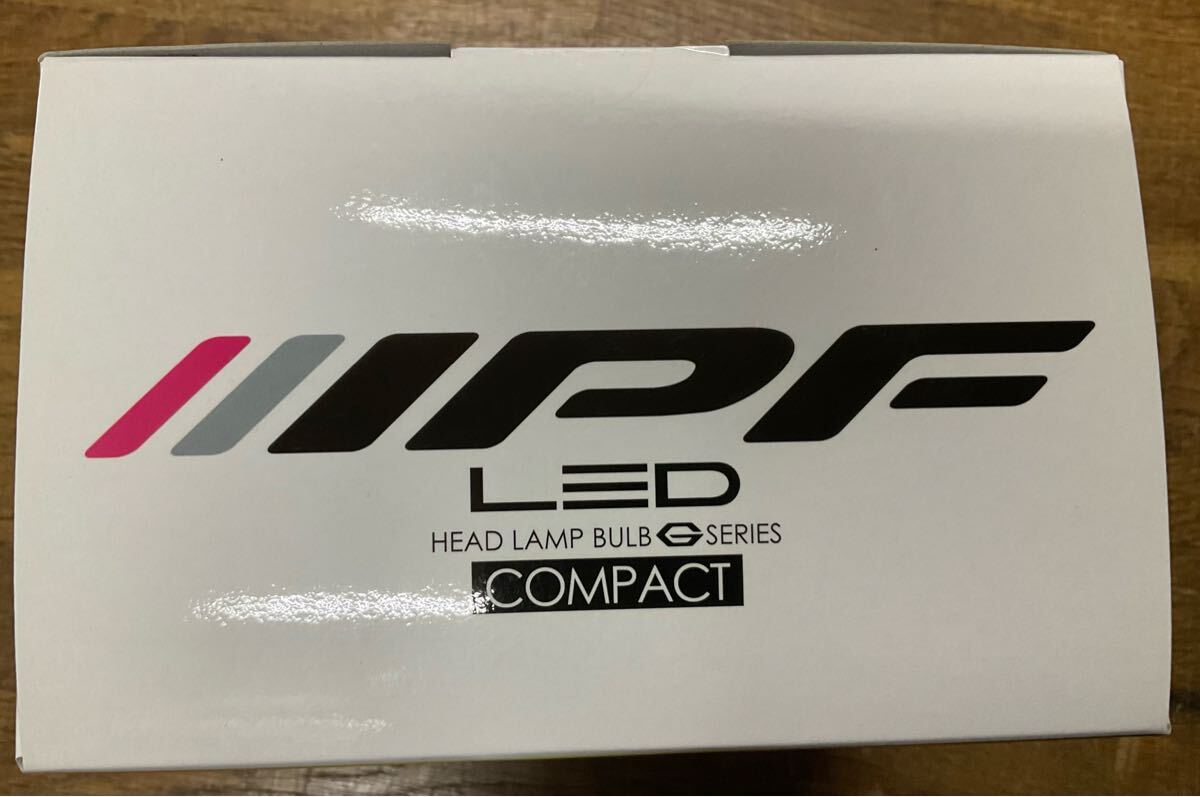 IPF
LED
HEAD LAMP BULB G SERIES
COMPACT